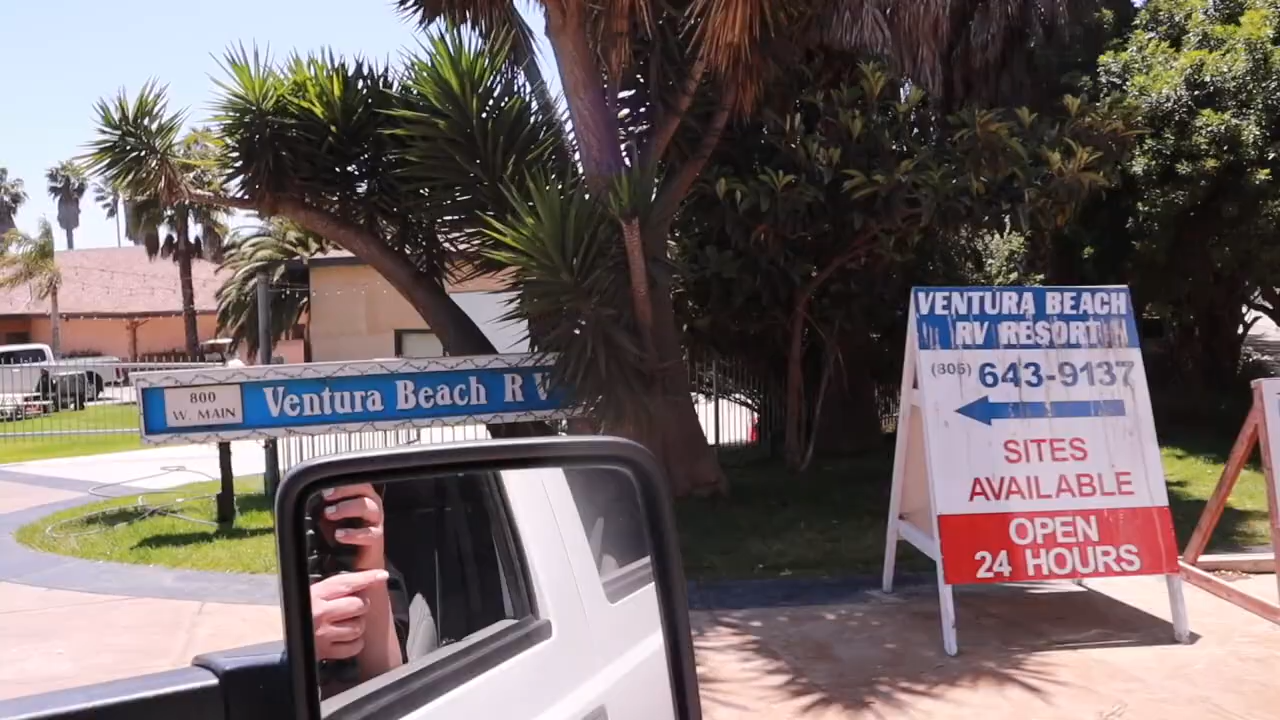 800
W. MAIN
Ventura Beach R V
VENTURA BEACH
RV RESORT
(805) 643-9137
SITES
AVAILABLE
OPEN
24 HOURS